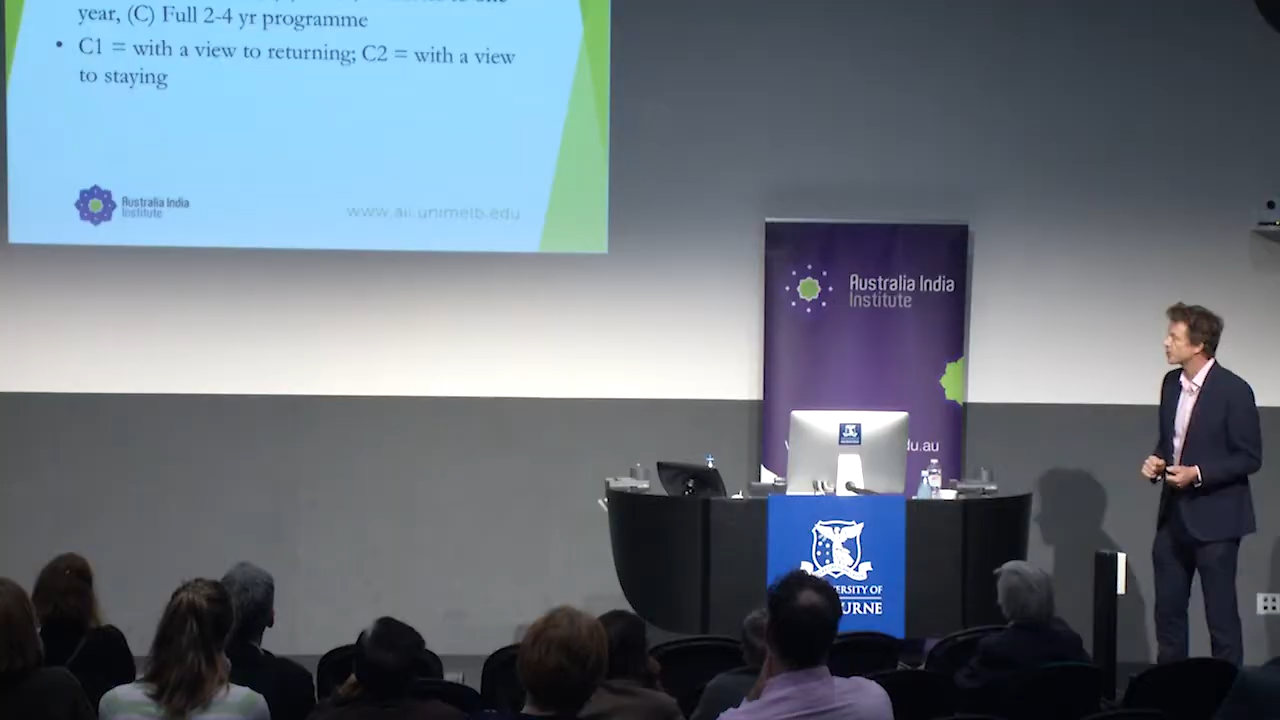 year, (C) Full 2-4 yr programme
• C1 = with a view to returning; C2 = with a view
to staying
Australia India
Institute
www.aii.unimelb.edu
Australia India
Institute
du.au
ERSITY OF
URNE